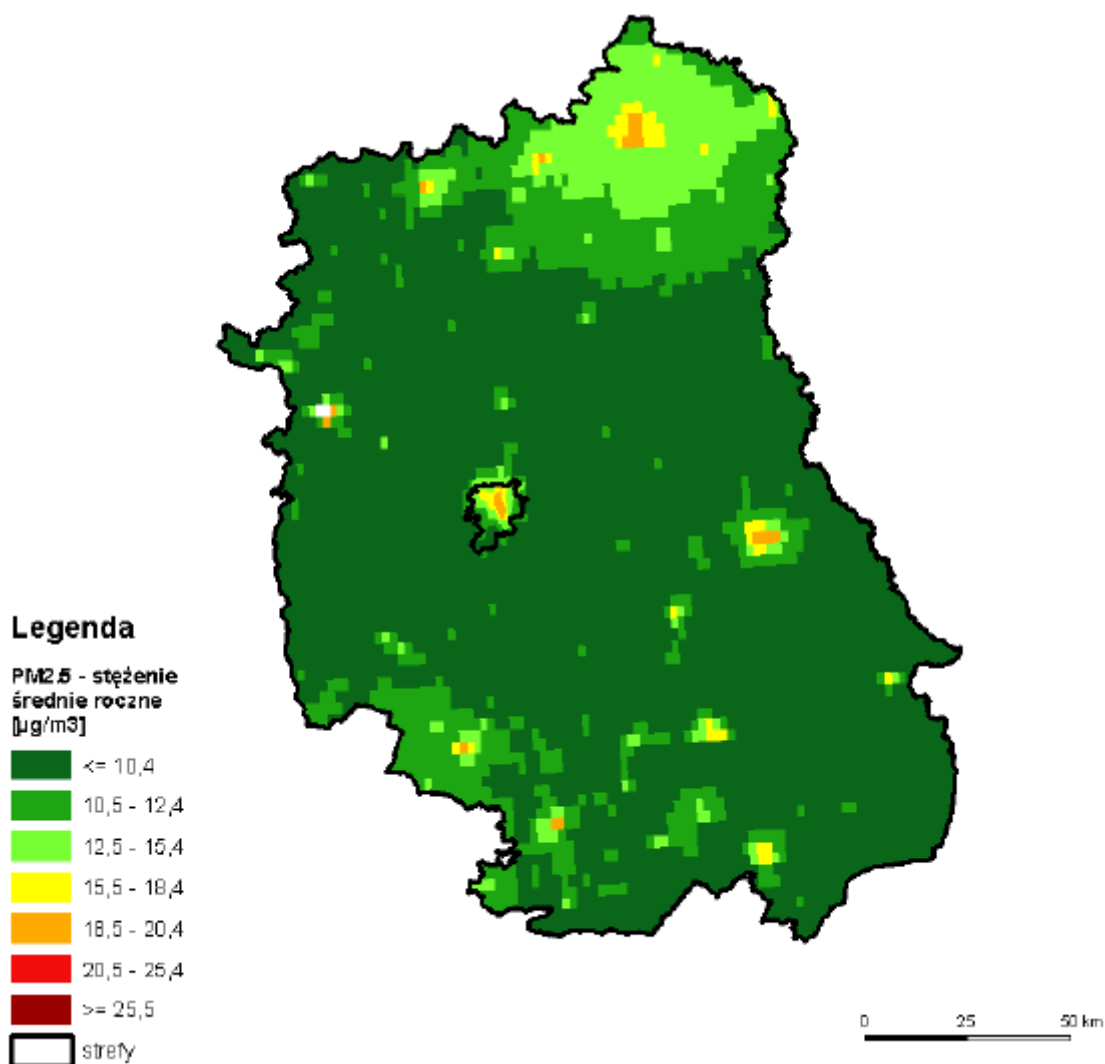 Legenda
PM2.5 - stężenie
średnie roczne
[µg/m3]
<= 10,4
10,5 - 12,4
12,5 - 15,4
15,5 - 18,4
18,5 - 20,4
20,5 - 25,4
>= 25,5
strefy
0 25 50 km